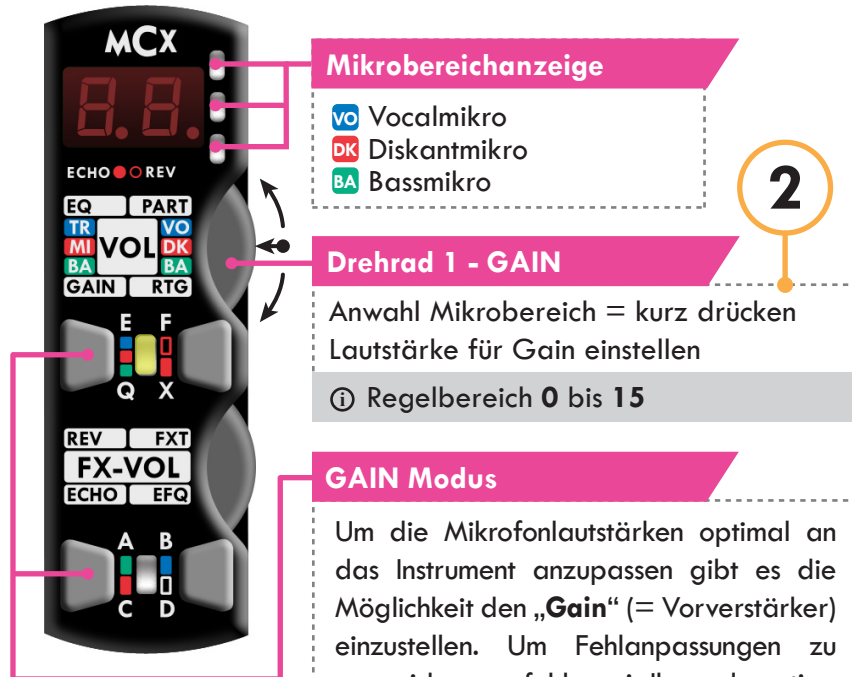 MCX
8.8.
ECHO REV
EQ PART
TR VO
MI VOL DK
BA BA
GAIN RTG
E F
Q X
REV FXT
FX-VOL
ECHO EFQ
A B
C D
Mikrobereichanzeige
VO Vocalmikro
DK Diskantmikro
BA Bassmikro
2
Drehrad 1 - GAIN
Anwahl Mikrobereich = kurz drücken
Lautstärke für Gain einstellen
ⓘ Regelbereich 0 bis 15
GAIN Modus
Um die Mikrofonlautstärken optimal an
das Instrument anzupassen gibt es die
Möglichkeit den „Gain“ (= Vorverstärker)
einzustellen. Um Fehlanpassungen zu